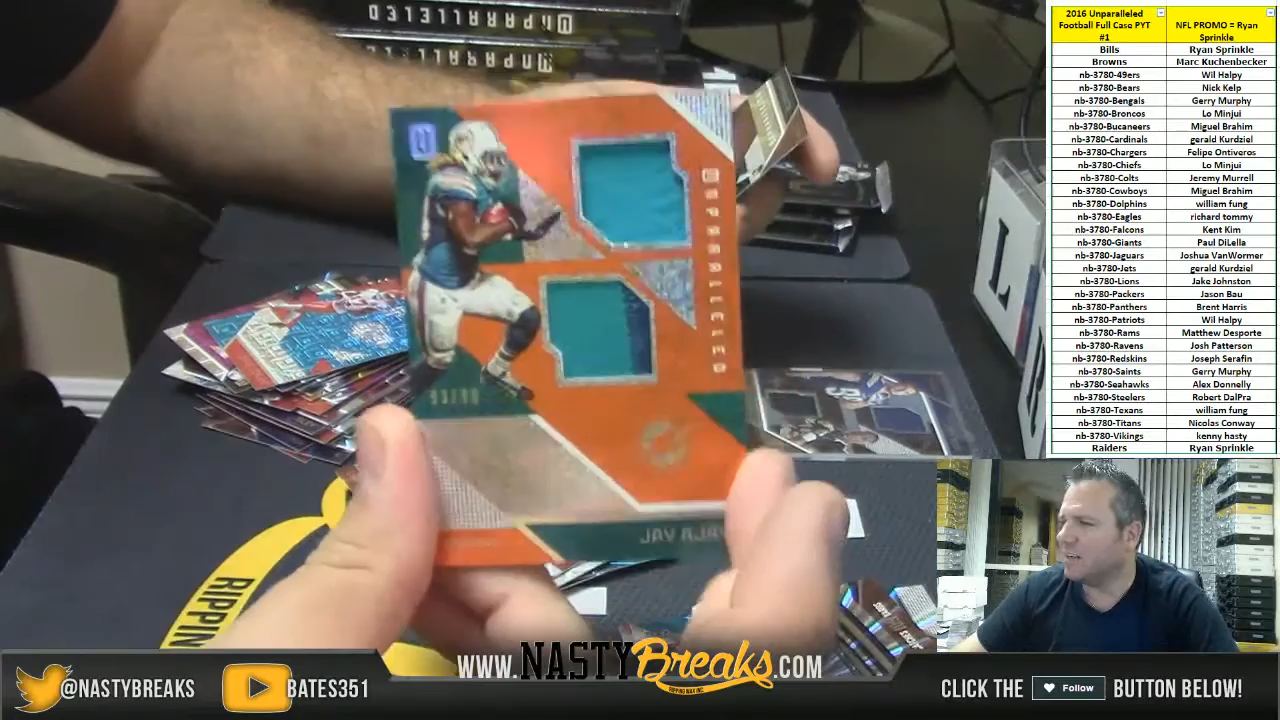 UNPARALLELED
UNPARALLELED
2016 Unparalleled
Football Full Case PYT
#1
NFL PROMO = Ryan
Sprinkle
Bills Ryan Sprinkle
Browns Marc Kuchenbecker
nb-3780-49ers Wil Halpy
nb-3780-Bears Nick Kelp
nb-3780-Bengals Gerry Murphy
nb-3780-Broncos Lo Minjui
nb-3780-Bucaneers Miguel Brahim
nb-3780-Cardinals gerald Kurdziel
nb-3780-Chargers Felipe Ontiveros
nb-3780-Chiefs Lo Minjui
nb-3780-Colts Jeremy Murrell
nb-3780-Cowboys Miguel Brahim
nb-3780-Dolphins william fung
nb-3780-Eagles richard tommy
nb-3780-Falcons Kent Kim
nb-3780-Giants Paul DiLella
nb-3780-Jaguars Joshua VanWormer
nb-3780-Jets gerald Kurdziel
nb-3780-Lions Jake Johnston
nb-3780-Packers Jason Bau
nb-3780-Panthers Brent Harris
nb-3780-Patriots Wil Halpy
nb-3780-Rams Matthew Desporte
nb-3780-Ravens Josh Patterson
nb-3780-Redskins Joseph Serafin
nb-3780-Saints Gerry Murphy
nb-3780-Seahawks Alex Donnelly
nb-3780-Steelers Robert DalPra
nb-3780-Texans william fung
nb-3780-Titans Nicolas Conway
nb-3780-Vikings kenny hasty
Raiders Ryan Sprinkle
UNPARALLELED
L
JAY AJAY
RIPPIN
@NASTYBREAKS
BATES351
WWW.NASTYBreaks.COM
RIPPING WAX INC.
CLICK THE Follow BUTTON BELOW!